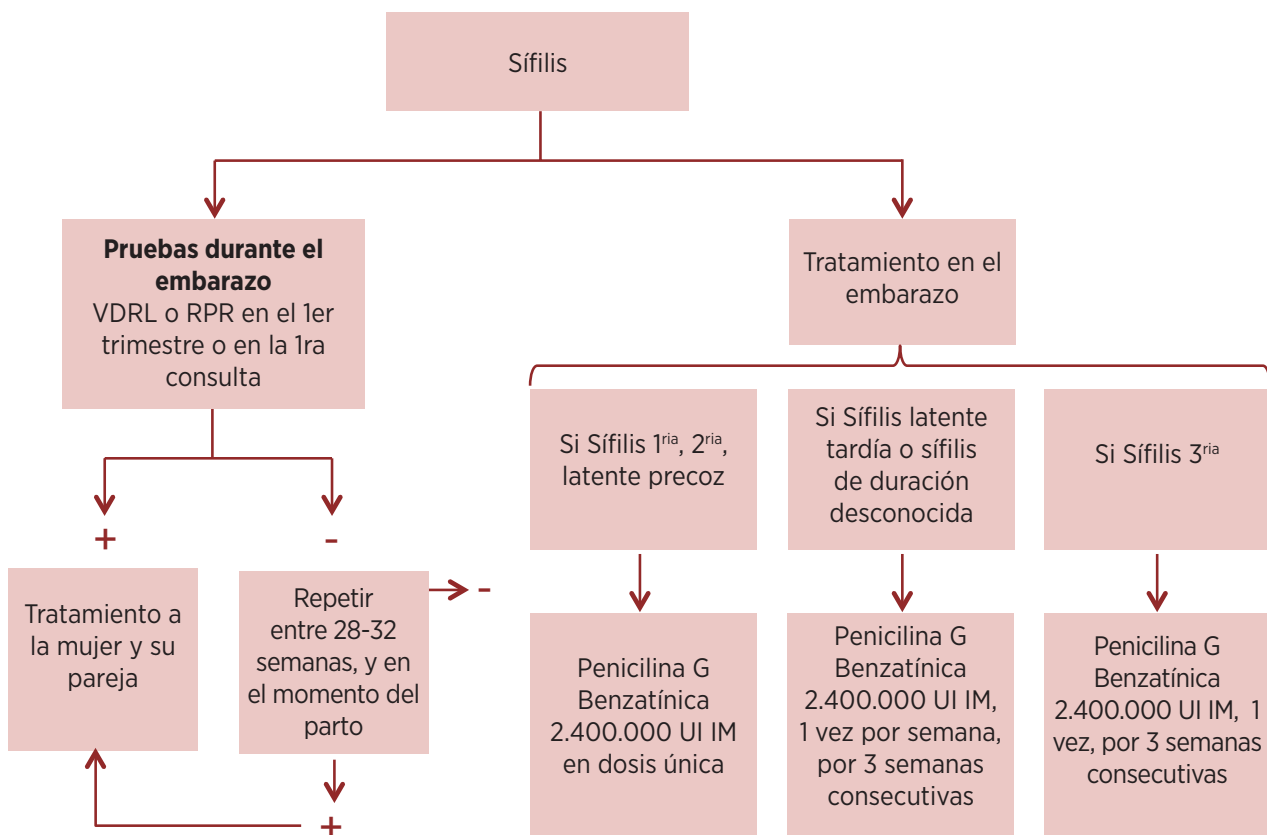 Sífilis
Pruebas durante el
embarazo
VDRL o RPR en el 1er
trimestre o en la 1ra
consulta
+
-
Tratamiento a
la mujer y su
pareja
Repetir
entre 28-32
semanas, y en
el momento del
parto
-
+
Tratamiento en el
embarazo
Si Sífilis 1ʳⁱᵃ, 2ʳⁱᵃ,
latente precoz
Si Sífilis latente
tardía o sífilis
de duración
desconocida
Si Sífilis 3ʳⁱᵃ
Penicilina G
Benzatínica
2.400.000 UI IM
en dosis única
Penicilina G
Benzatínica
2.400.000 UI IM,
1 vez por semana,
por 3 semanas
consecutivas
Penicilina G
Benzatínica
2.400.000 UI IM, 1
vez, por 3 semanas
consecutivas